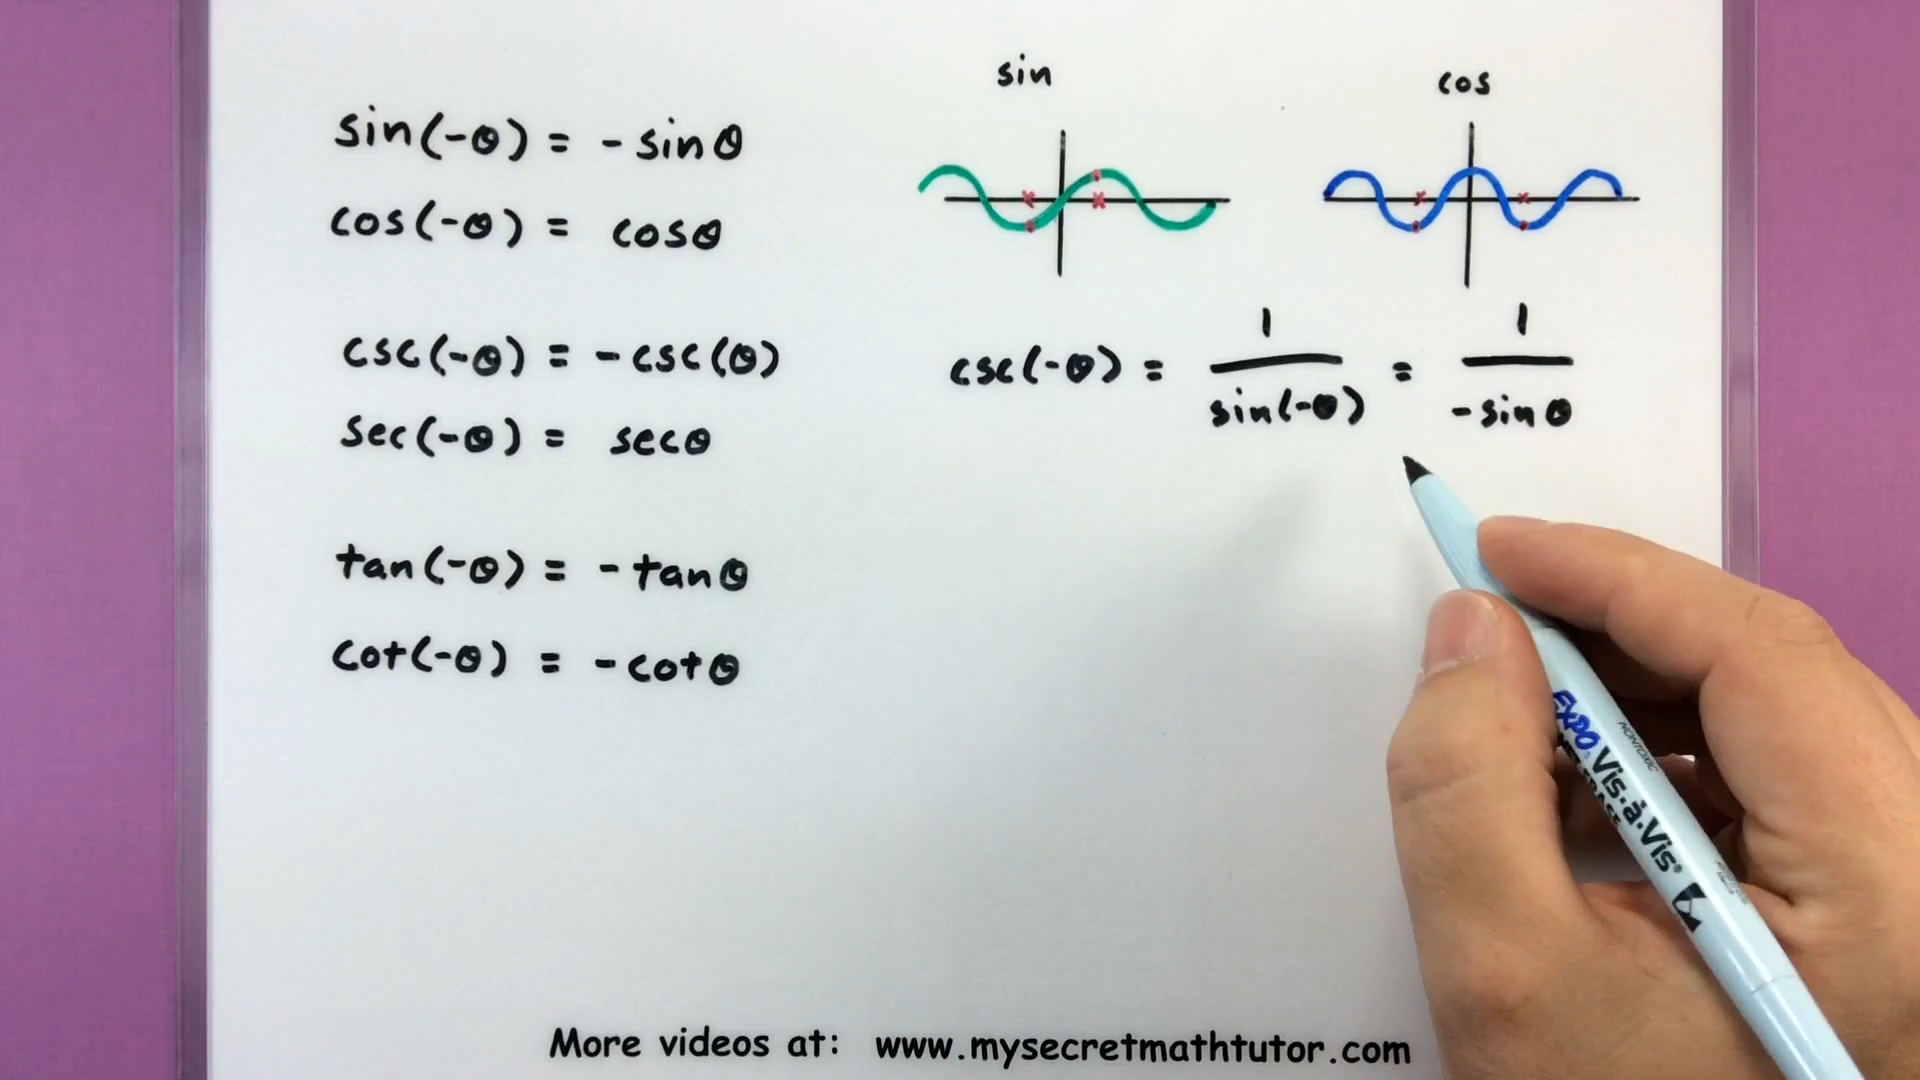 sin(-θ) = -sinθ
cos(-θ) = cosθ
csc(-θ) = -csc(θ)
sec(-θ) = secθ
tan(-θ) = -tanθ
cot(-θ) = -cotθ
sin
cos
csc(-θ) = 1/sin(-θ) = 1/-sinθ
EXPO Vis·à·Vis®
NONTOXIC
More videos at: www.mysecretmathtutor.com